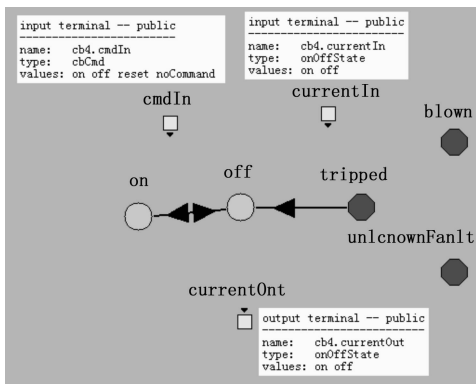 input terminal -- public
name: cb4.cmdIn
type: cbCmd
values: on off reset noCommand
input terminal -- public
name: cb4.currentIn
type: onOffState
values: on off
cmdIn
currentIn
blown
on
off
tripped
unlcnownFanlt
currentOnt
output terminal -- public
name: cb4.currentOut
type: onOffState
values: on off